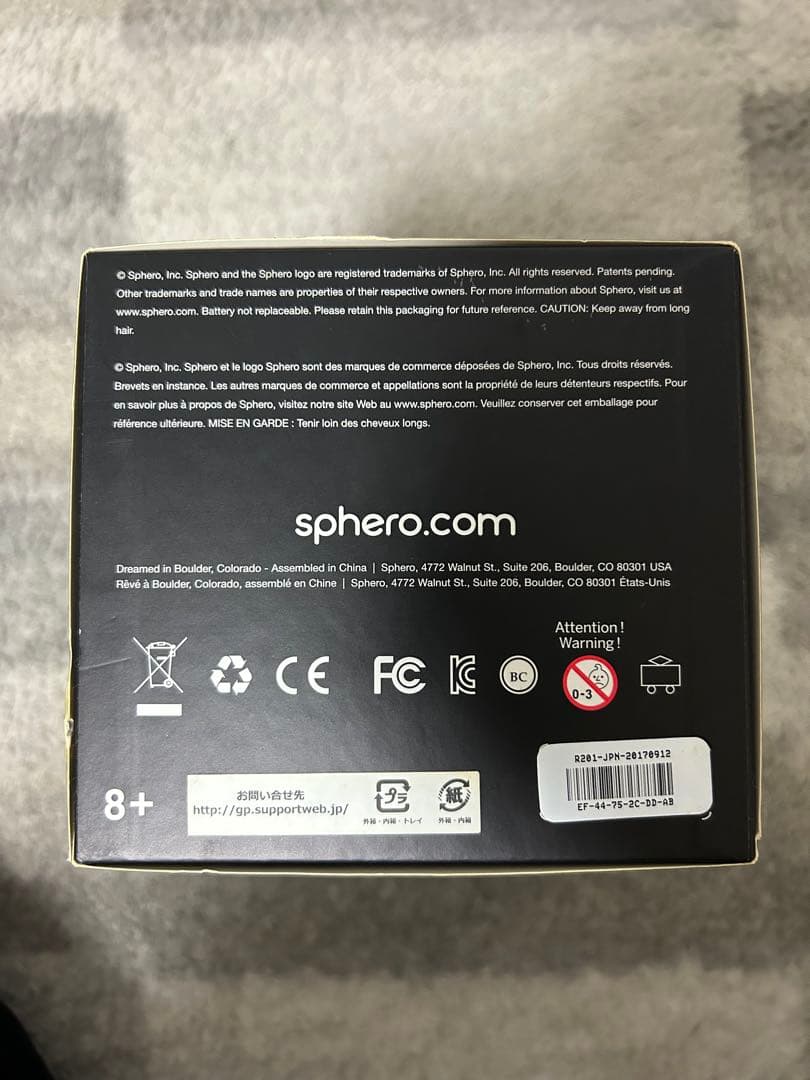 © Sphero, Inc. Sphero and the Sphero logo are registered trademarks of Sphero, Inc. All rights reserved. Patents pending.
Other trademarks and trade names are properties of their respective owners. For more information about Sphero, visit us at
www.sphero.com. Battery not replaceable. Please retain this packaging for future reference. CAUTION: Keep away from long
hair.
© Sphero, Inc. Sphero et le logo Sphero sont des marques de commerce déposées de Sphero, Inc. Tous droits réservés.
Brevets en instance. Les autres marques de commerce et appellations sont la propriété de leurs détenteurs respectifs. Pour
en savoir plus à propos de Sphero, visitez notre site Web au www.sphero.com. Veuillez conserver cet emballage pour
référence ultérieure. MISE EN GARDE : Tenir loin des cheveux longs.
sphero.com
Dreamed in Boulder, Colorado - Assembled in China | Sphero, 4772 Walnut St., Suite 206, Boulder, CO 80301 USA
Rêvé à Boulder, Colorado, assemblé en Chine | Sphero, 4772 Walnut St., Suite 206, Boulder, CO 80301 États-Unis
Attention !
Warning !
CE FC KC BC 0-3
R201-JPN-20170912
EF-44-75-2C-DD-AB
8+
お問い合せ先
http://gp.supportweb.jp/
プラ
外箱・内箱・トレイ
紙
外箱・内箱